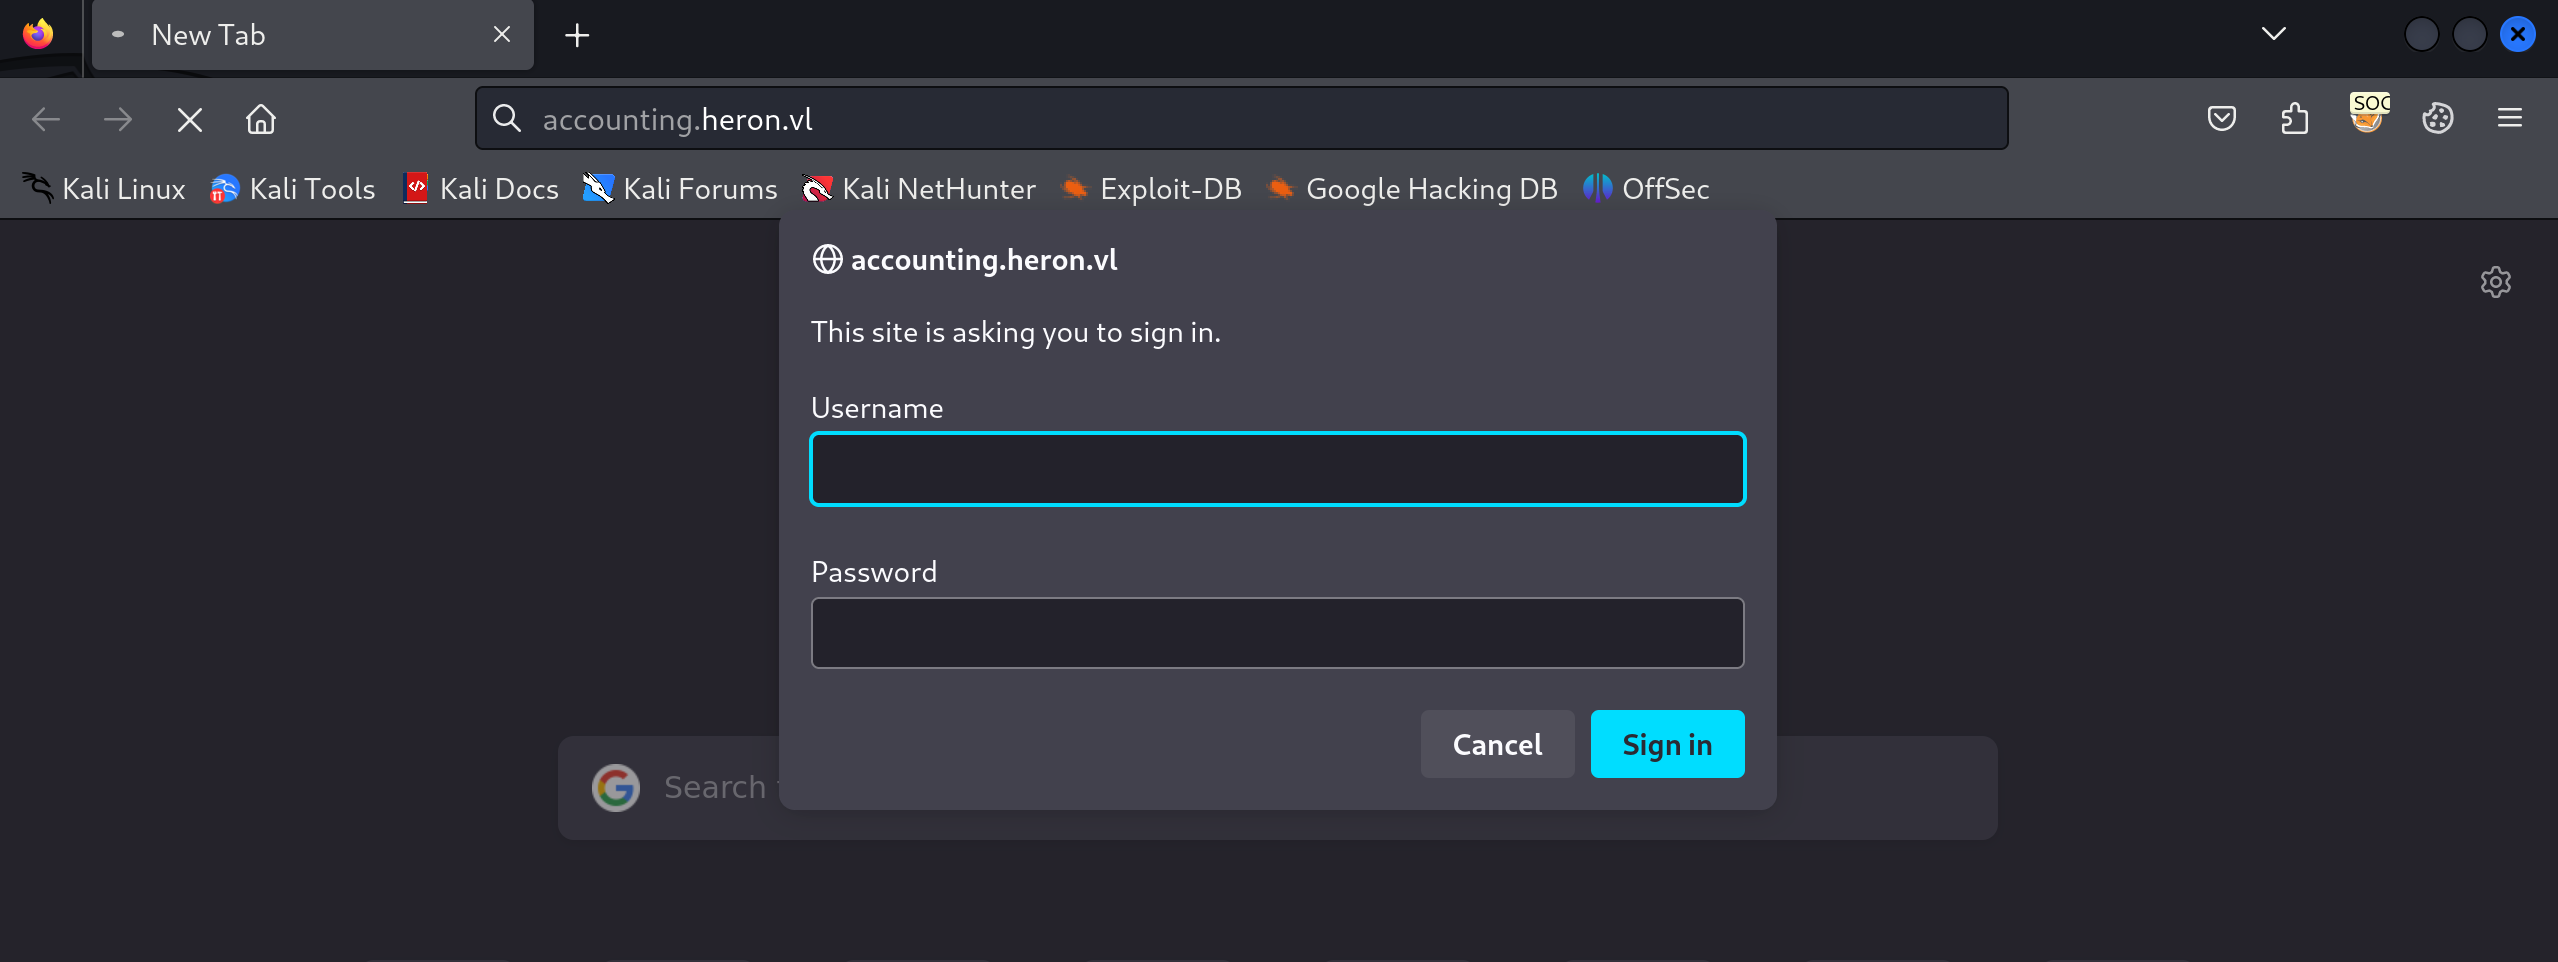 New Tab
accounting.heron.vl
SOC
Kali Linux Kali Tools Kali Docs Kali Forums Kali NetHunter Exploit-DB Google Hacking DB OffSec
accounting.heron.vl
This site is asking you to sign in.
Username
Password
Cancel Sign in
Search